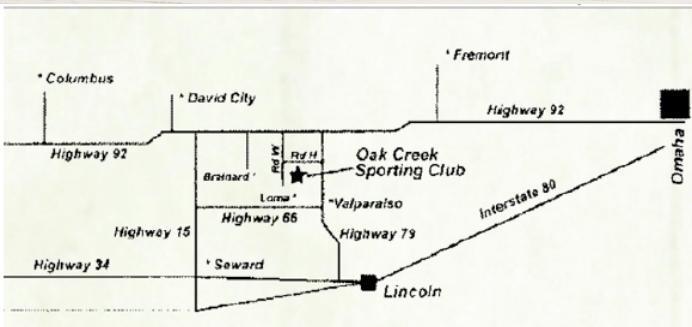 * Fremont
* Columbus
* David City
Highway 92
Highway 92
Rd W
Rd H
Oak Creek
Sporting Club
Brainard *
Loma *
*Valparaiso
Highway 66
Highway 15
Highway 79
Interstate 80
Omaha
Highway 34
* Seward
Lincoln